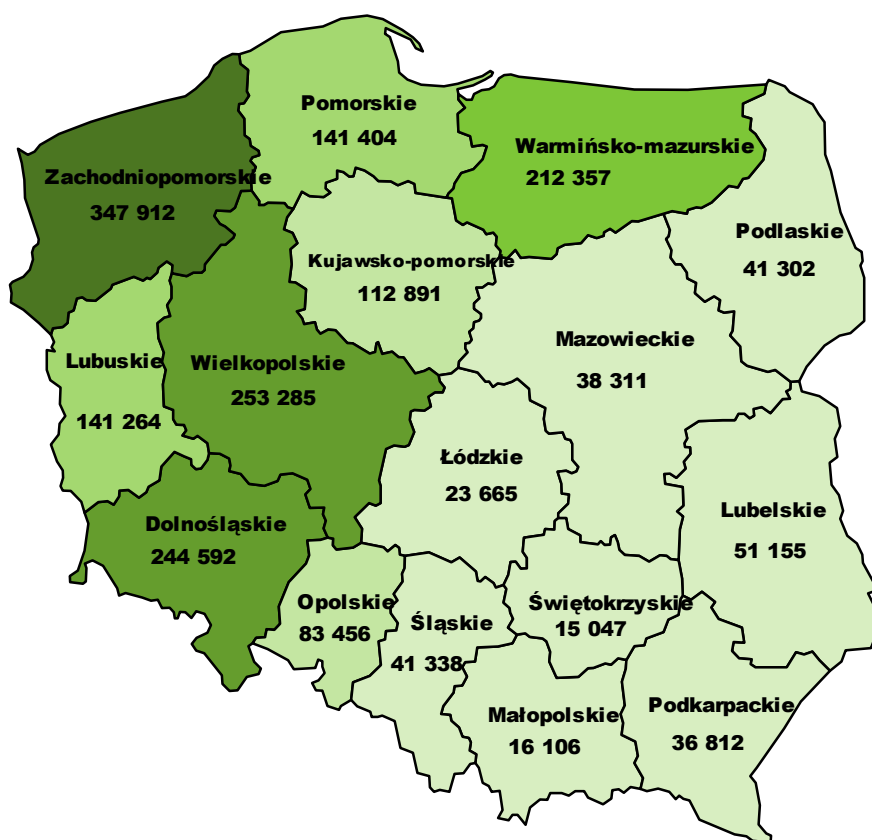 Pomorskie
141 404
Warmińsko-mazurskie
212 357
Zachodniopomorskie
347 912
Podlaskie
41 302
Kujawsko-pomorskie
112 891
Mazowieckie
38 311
Lubuskie
141 264
Wielkopolskie
253 285
Łódzkie
23 665
Lubelskie
51 155
Dolnośląskie
244 592
Opolskie
83 456
Śląskie
41 338
Świętokrzyskie
15 047
Małopolskie
16 106
Podkarpackie
36 812